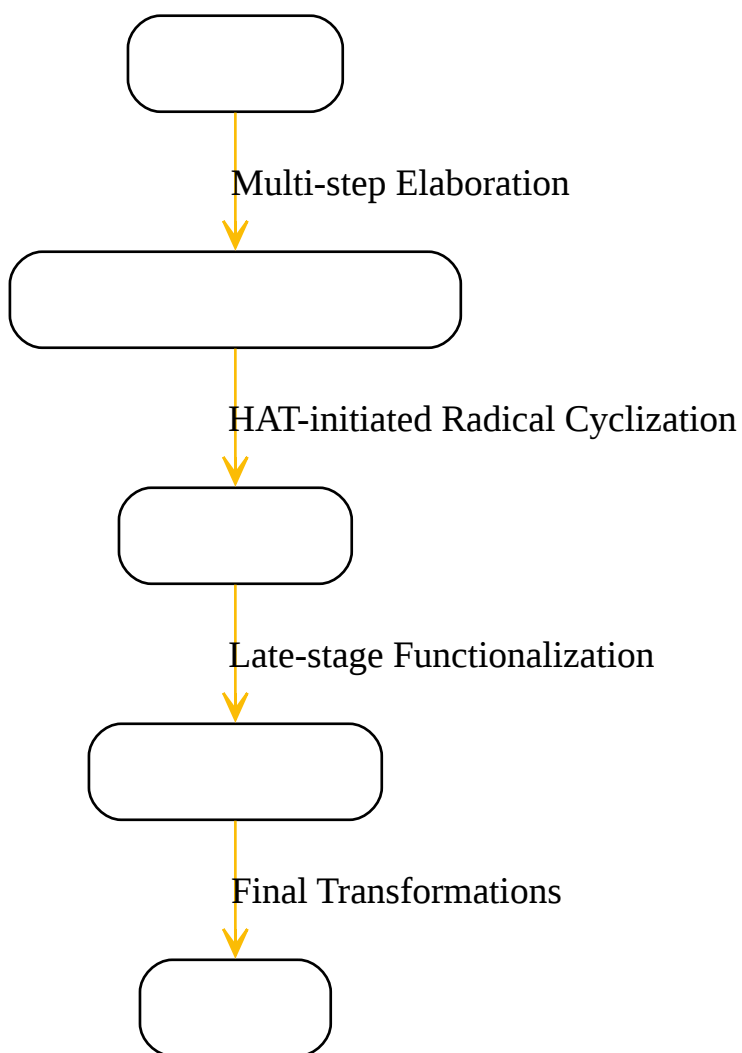 Multi-step Elaboration
HAT-initiated Radical Cyclization
Late-stage Functionalization
Final Transformations